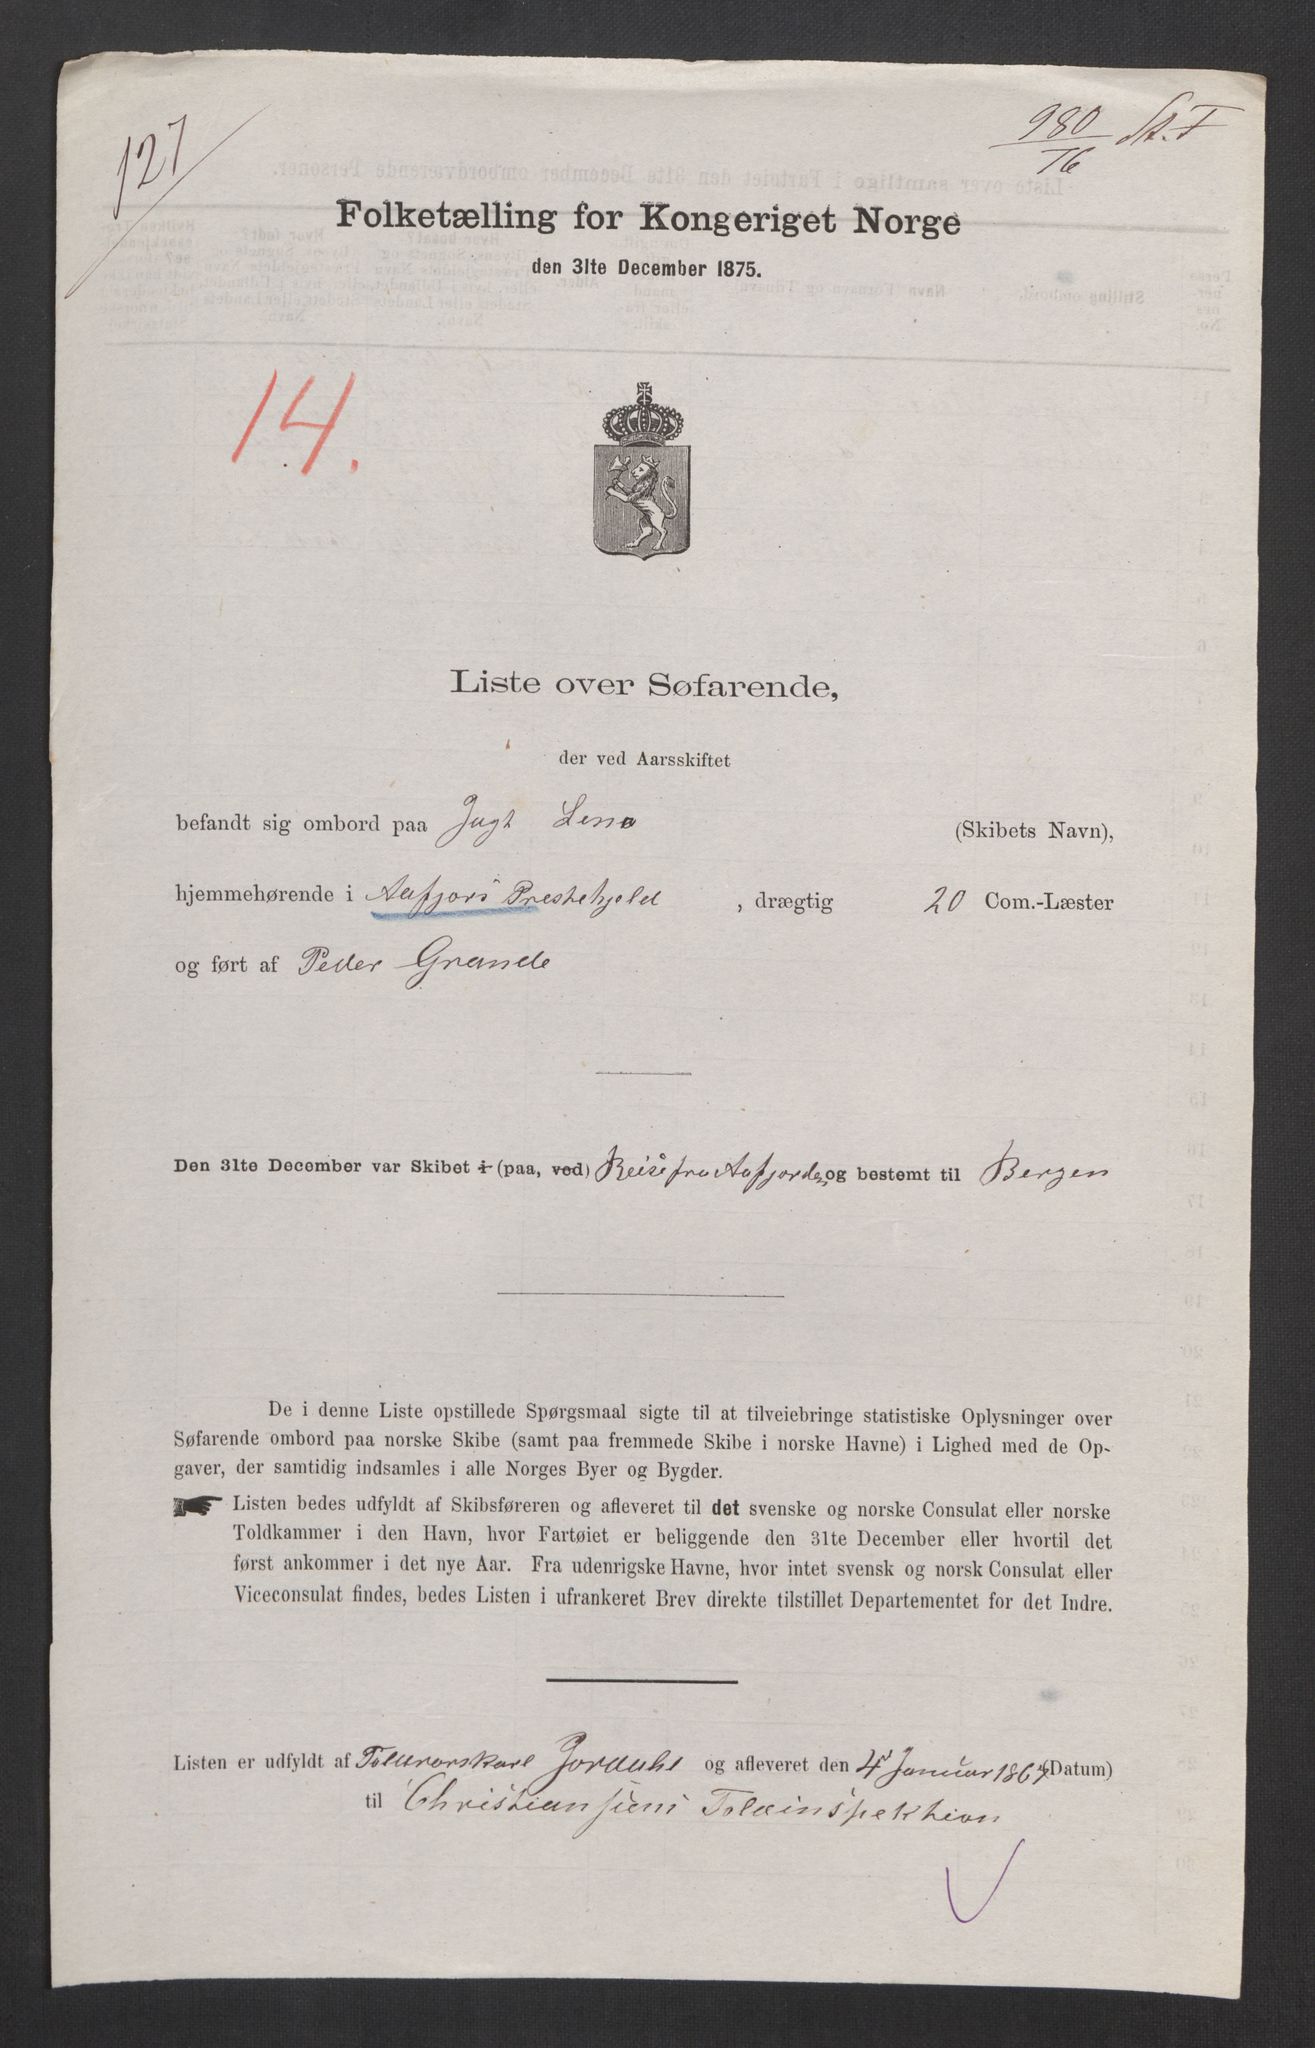 127
980/76 St. F
Folketælling for Kongeriget Norge
den 31te December 1875.
14.
Liste over Søfarende,
der ved Aarsskiftet
befandt sig ombord paa Jagt Lena (Skibets Navn),
hjemmehørende i Aafjors Prestehjeld, drægtig 20 Com.-Læster
og ført af Peder Grande
Den 31te December var Skibet i (paa, ved) Reise fra Aafjorden og bestemt til Bergen
De i denne Liste opstillede Spørgsmaal sigte til at tilveiebringe statistiske Oplysninger over
Søfarende ombord paa norske Skibe (samt paa fremmede Skibe i norske Havne) i Lighed med de Op-
gaver, der samtidig indsamles i alle Norges Byer og Bygder.
Listen bedes udfyldt af Skibsføreren og afleveret til det svenske og norske Consulat eller norske
Toldkammer i den Havn, hvor Fartøiet er beliggende den 31te December eller hvortil det
først ankommer i det nye Aar. Fra udenrigske Havne, hvor intet svensk og norsk Consulat eller
Viceconsulat findes, bedes Listen i ufrankeret Brev direkte tilstillet Departementet for det Indre.
Listen er udfyldt af Jordahl og afleveret den 4 Januar (Datum)
til Christiansuns Toldinspektion